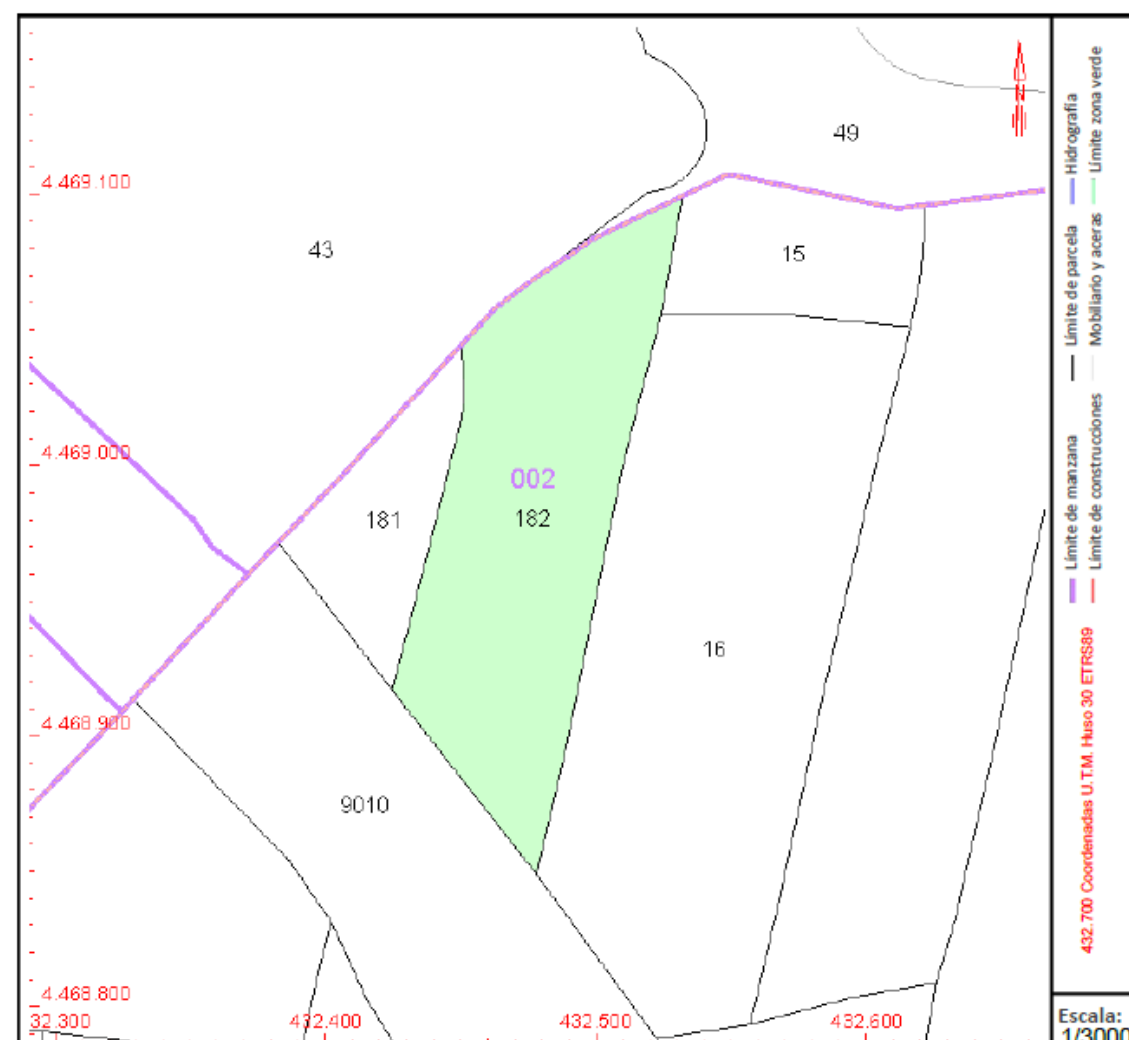 49
4.469.100
43
15
4.469.000
002
181
182
16
4.468.900
9010
4.468.800
32.300
432.400
432.500
432.600
Hidrografía
Límite zona verde
Límite de parcela
Mobiliario y aceras
Límite de manzana
Límite de construcciones
432.700 Coordenadas U.T.M. Huso 30 ETRS89
Escala:
1/3000